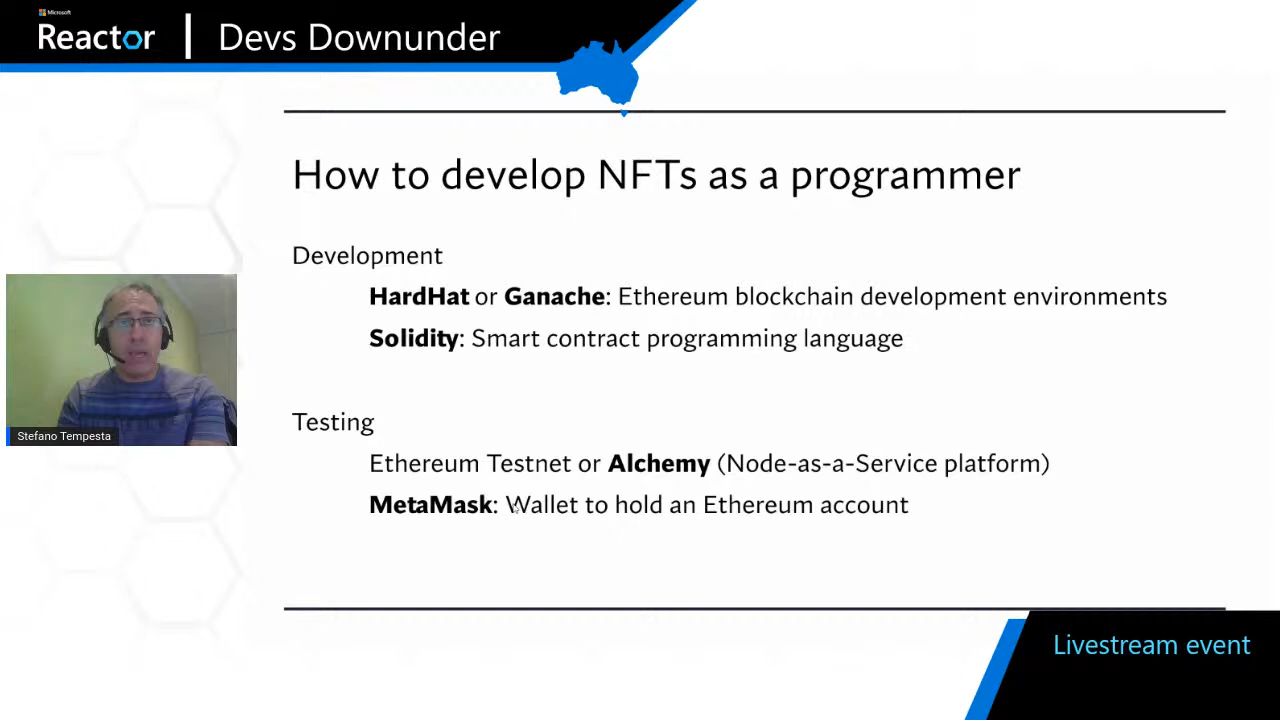 Microsoft
Reactor
Devs Downunder
How to develop NFTs as a programmer
Development
HardHat or Ganache: Ethereum blockchain development environments
Solidity: Smart contract programming language
Testing
Ethereum Testnet or Alchemy (Node-as-a-Service platform)
MetaMask: Wallet to hold an Ethereum account
Stefano Tempesta
Livestream event